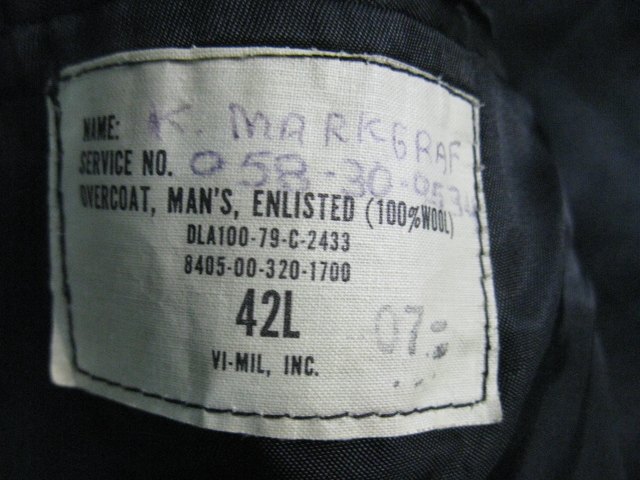 NAME: K. MARKGRAF
SERVICE NO. 058-30-0534
OVERCOAT, MAN'S, ENLISTED (100%WOOL)
DLA100-79-C-2433
8405-00-320-1700
42L
07
VI-MIL, INC.